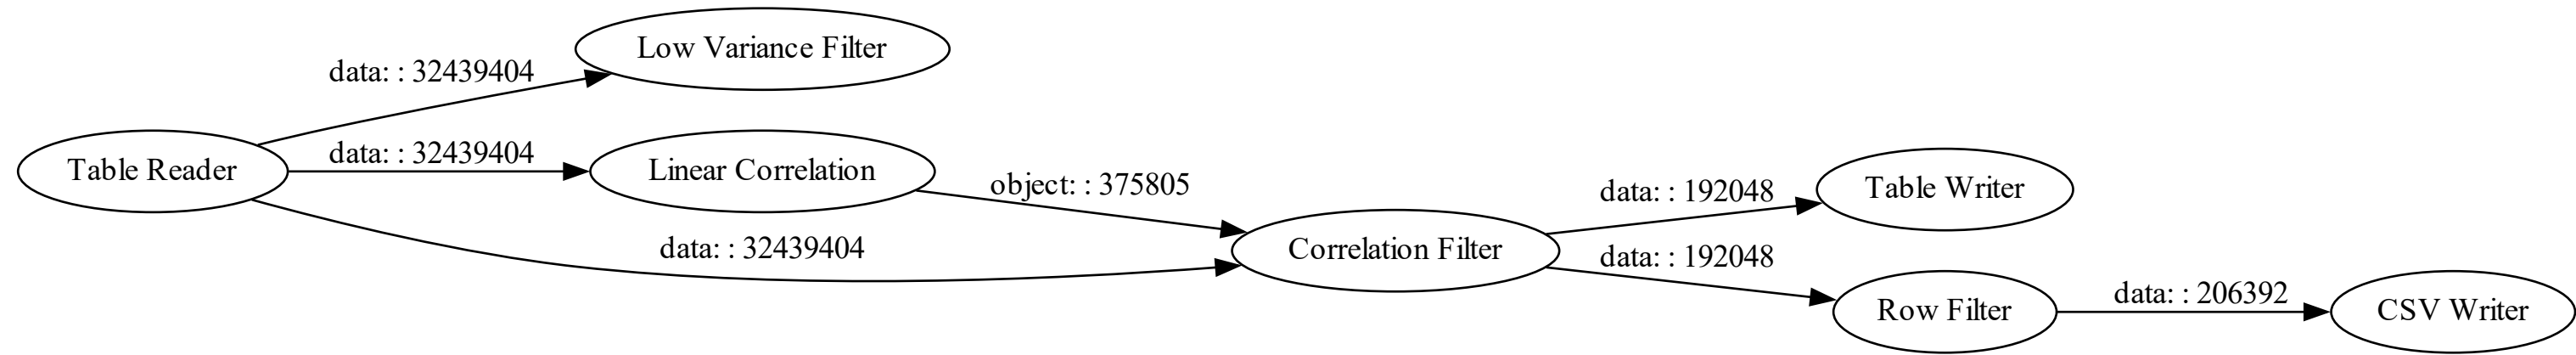 Low Variance Filter
data: : 32439404
Table Reader
data: : 32439404
Linear Correlation
object: : 375805
data: : 32439404
Correlation Filter
data: : 192048
Table Writer
data: : 192048
Row Filter
data: : 206392
CSV Writer